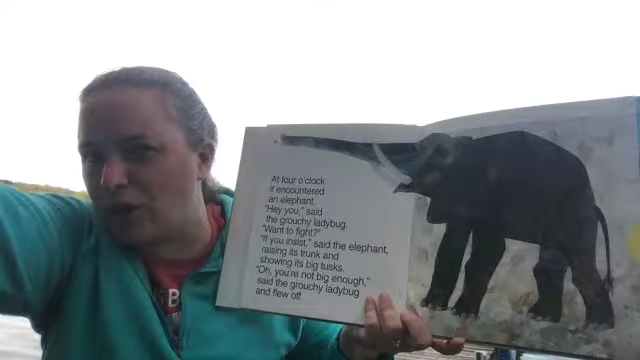 At four o'clock
it encountered
an elephant.
"Hey you," said
the grouchy ladybug.
"Want to fight?"
"If you insist," said the elephant,
raising its trunk and
showing its big tusks.
"Oh, you're not big enough,"
said the grouchy ladybug
and flew off.
B